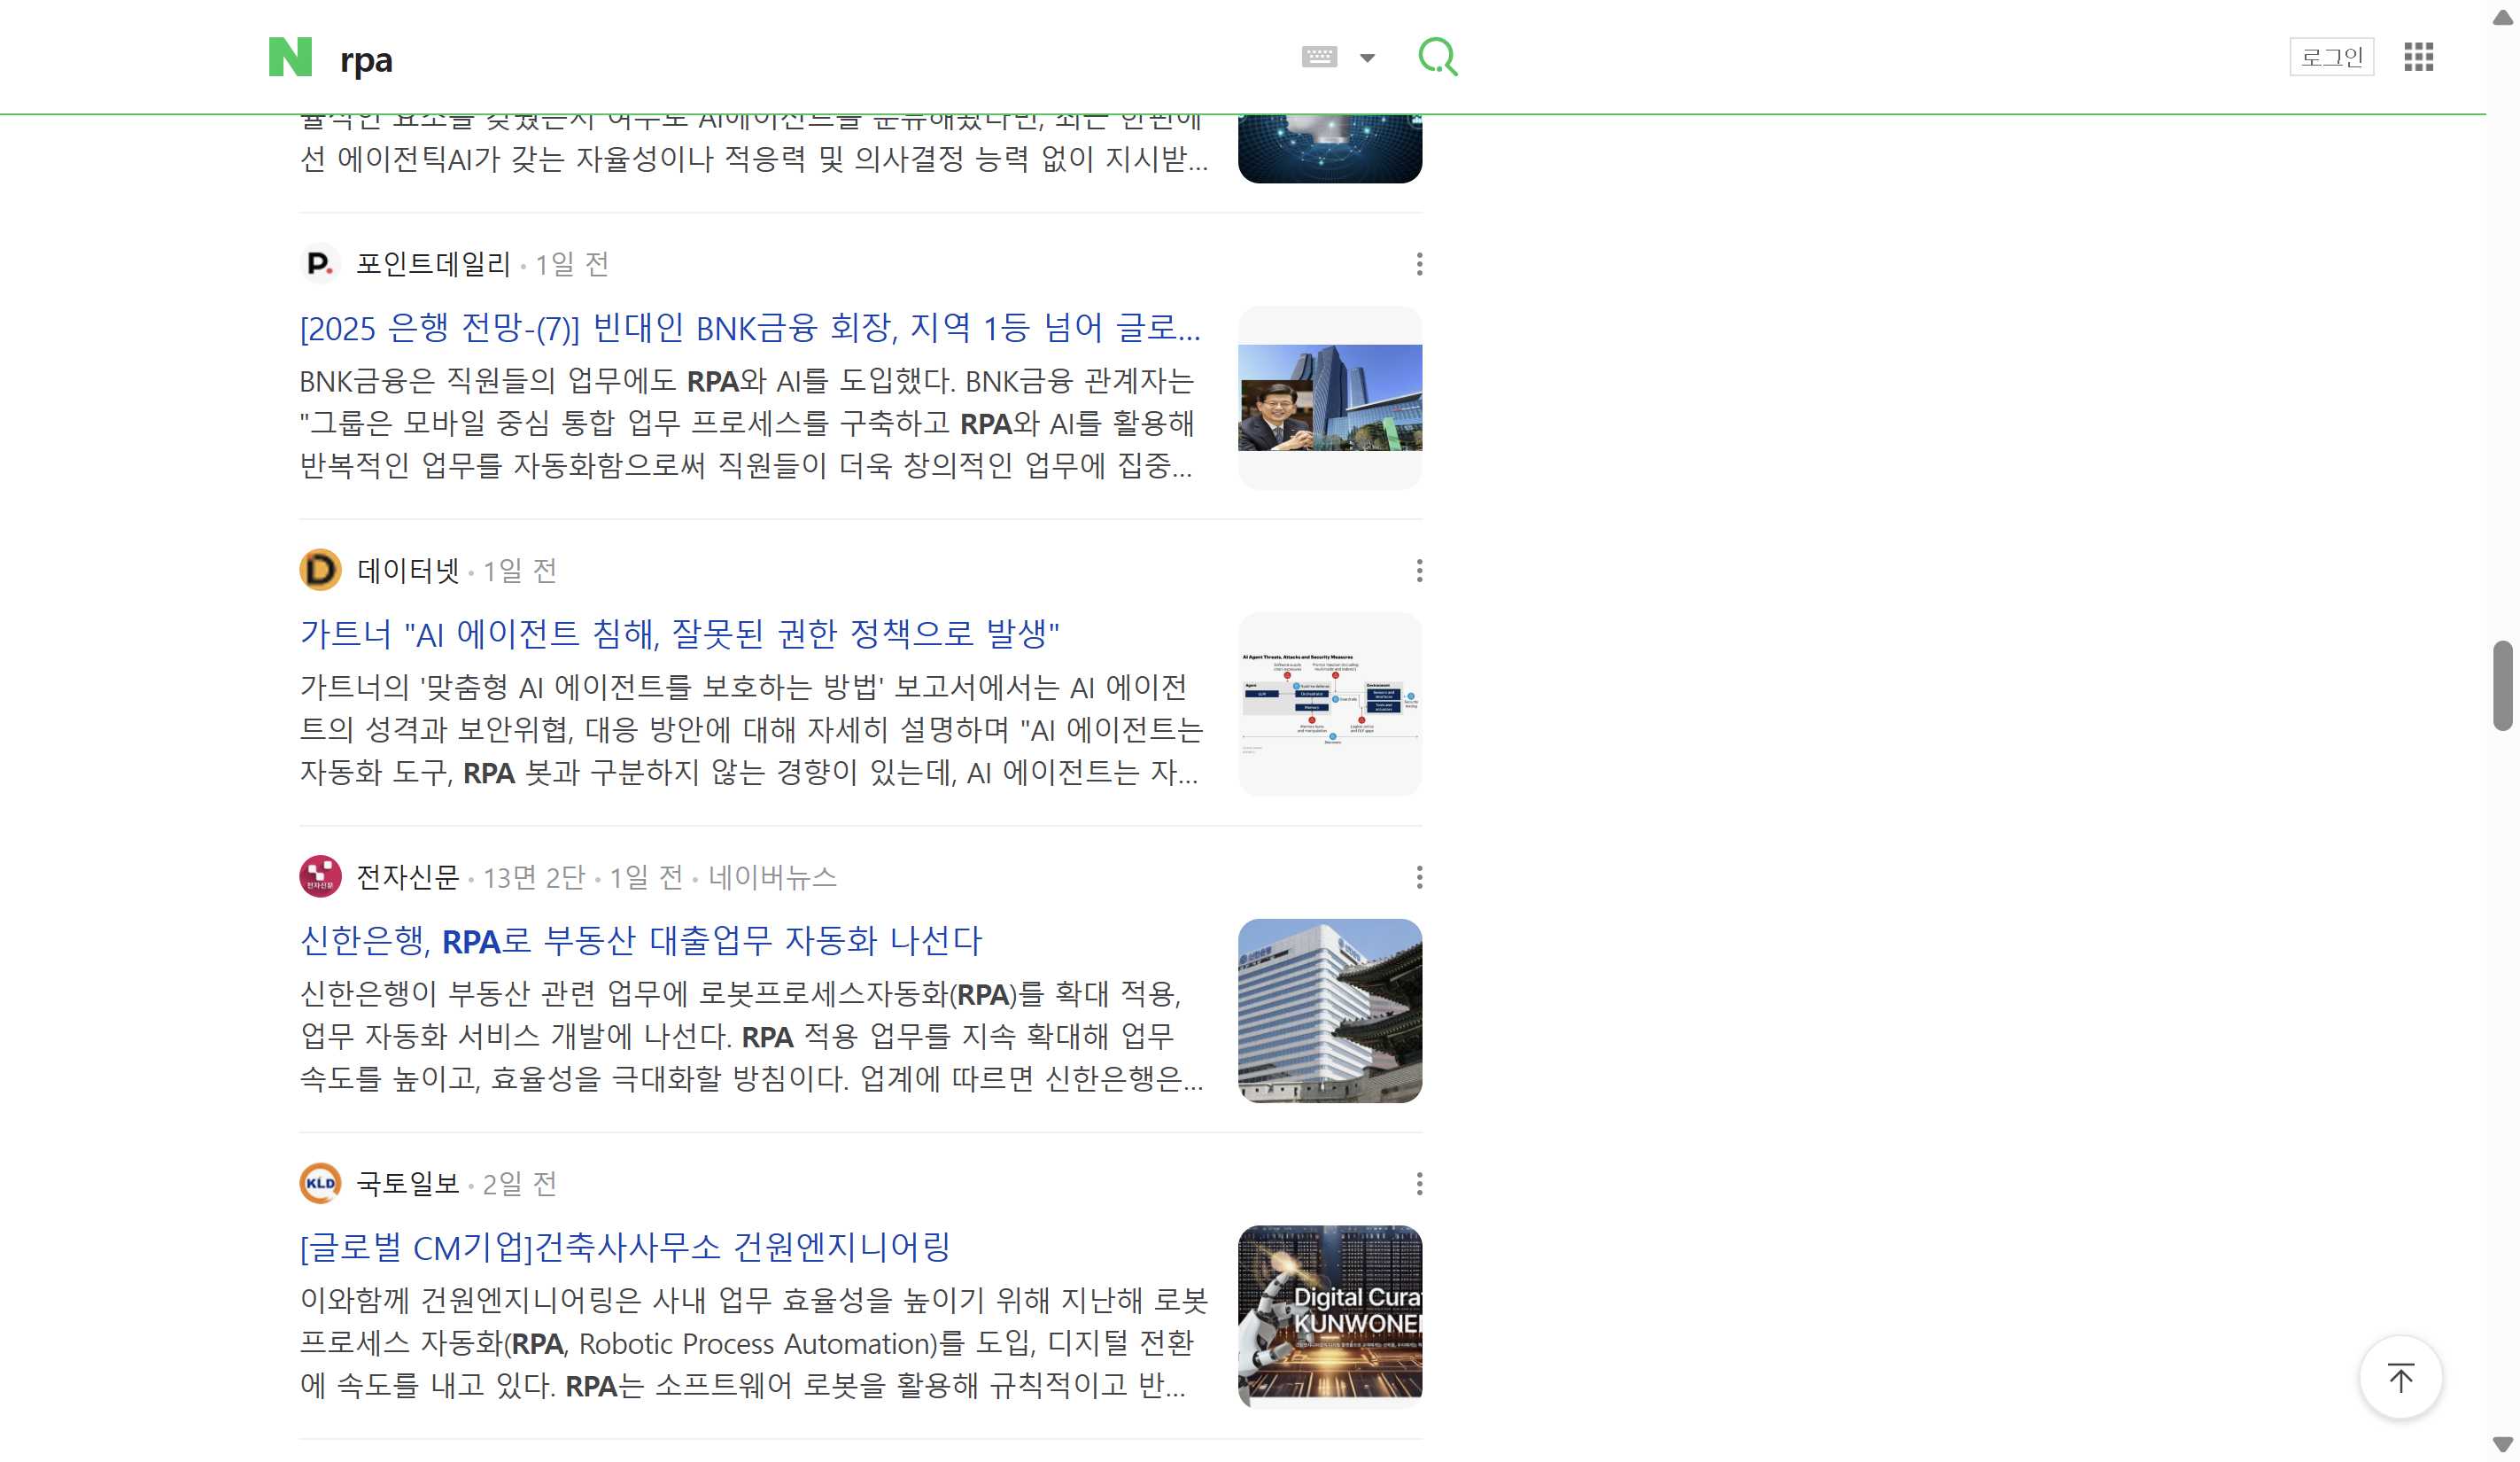 rpa
로그인
선 에이전틱AI가 갖는 자율성이나 적응력 및 의사결정 능력 없이 지시받...
포인트데일리 · 1일 전
[2025 은행 전망-(7)] 빈대인 BNK금융 회장, 지역 1등 넘어 글로...
BNK금융은 직원들의 업무에도 RPA와 AI를 도입했다. BNK금융 관계자는
"그룹은 모바일 중심 통합 업무 프로세스를 구축하고 RPA와 AI를 활용해
반복적인 업무를 자동화함으로써 직원들이 더욱 창의적인 업무에 집중...
데이터넷 · 1일 전
가트너 "AI 에이전트 침해, 잘못된 권한 정책으로 발생"
가트너의 '맞춤형 AI 에이전트를 보호하는 방법' 보고서에서는 AI 에이전
트의 성격과 보안위협, 대응 방안에 대해 자세히 설명하며 "AI 에이전트는
자동화 도구, RPA 봇과 구분하지 않는 경향이 있는데, AI 에이전트는 자...
AI Agent Threats, Attacks and Security Measures
전자신문 · 13면 2단 · 1일 전 · 네이버뉴스
신한은행, RPA로 부동산 대출업무 자동화 나선다
신한은행이 부동산 관련 업무에 로봇프로세스자동화(RPA)를 확대 적용,
업무 자동화 서비스 개발에 나선다. RPA 적용 업무를 지속 확대해 업무
속도를 높이고, 효율성을 극대화할 방침이다. 업계에 따르면 신한은행은...
KLD
국토일보 · 2일 전
[글로벌 CM기업]건축사사무소 건원엔지니어링
이와함께 건원엔지니어링은 사내 업무 효율성을 높이기 위해 지난해 로봇
프로세스 자동화(RPA, Robotic Process Automation)를 도입, 디지털 전환
에 속도를 내고 있다. RPA는 소프트웨어 로봇을 활용해 규칙적이고 반...
Digital Cura
KUNWONE